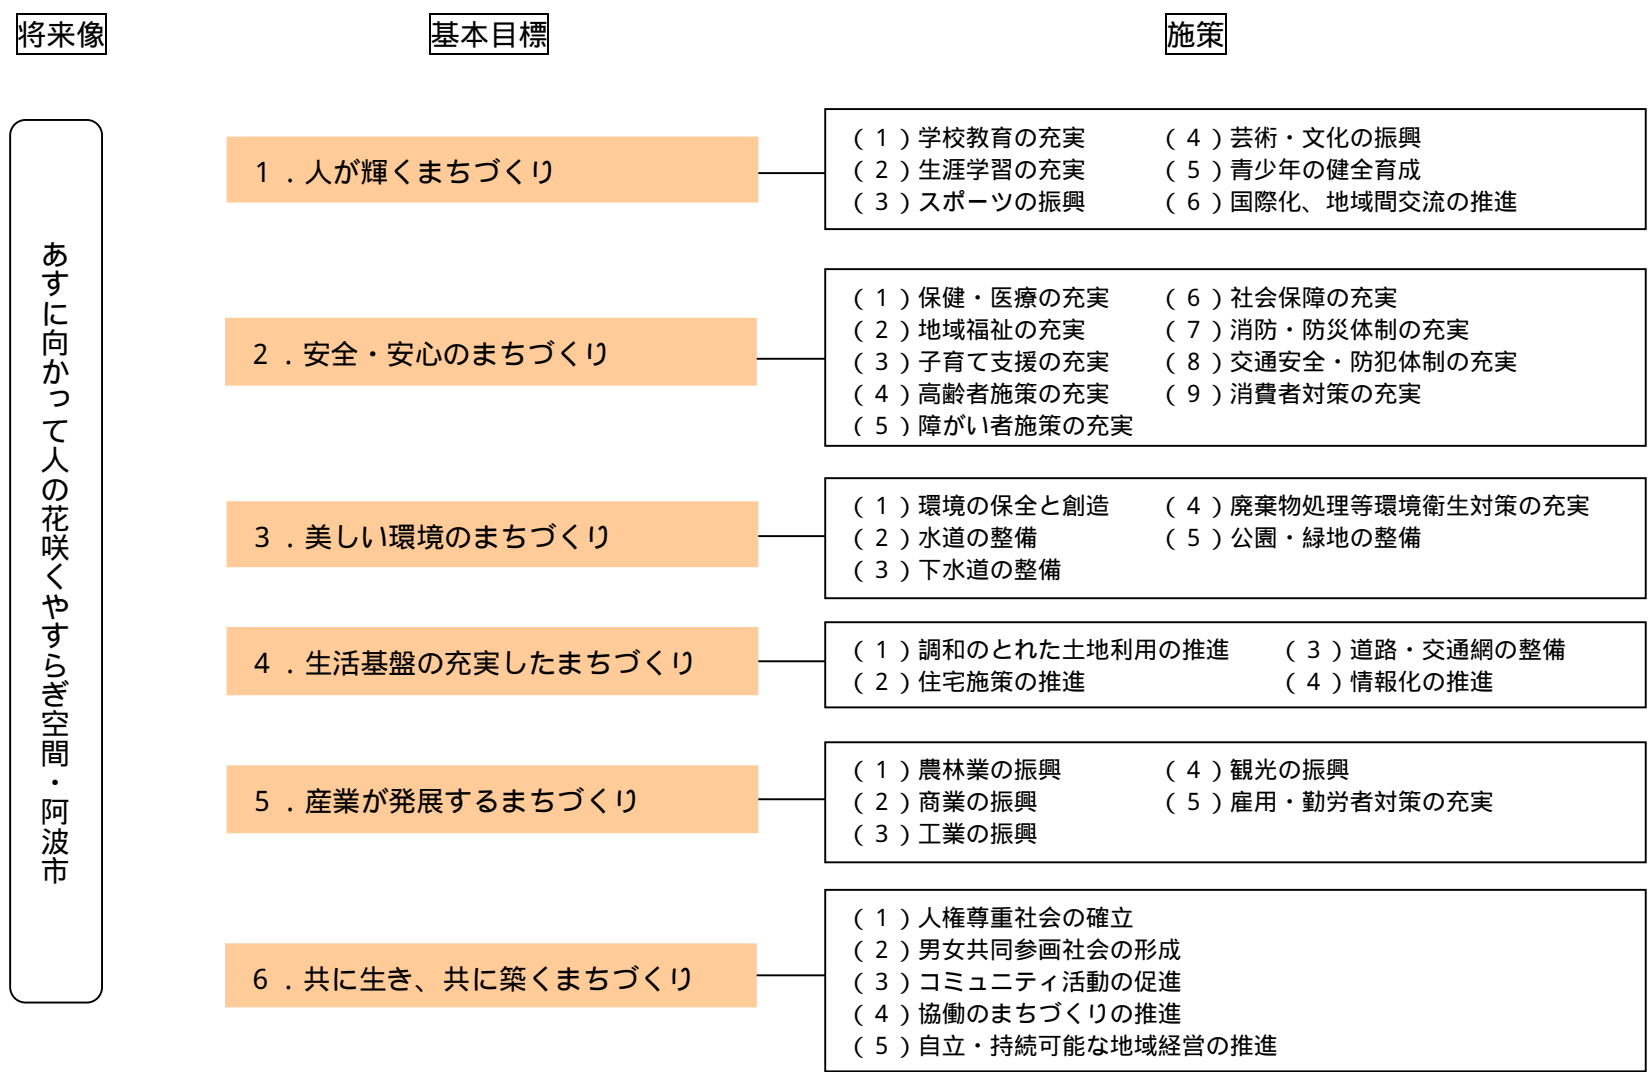 将来像
基本目標
施策
あすに向かって人の花咲くやすらぎ空間・阿波市
１．人が輝くまちづくり
（１）学校教育の充実
（２）生涯学習の充実
（３）スポーツの振興
（４）芸術・文化の振興
（５）青少年の健全育成
（６）国際化、地域間交流の推進
２．安全・安心のまちづくり
（１）保健・医療の充実
（２）地域福祉の充実
（３）子育て支援の充実
（４）高齢者施策の充実
（５）障がい者施策の充実
（６）社会保障の充実
（７）消防・防災体制の充実
（８）交通安全・防犯体制の充実
（９）消費者対策の充実
３．美しい環境のまちづくり
（１）環境の保全と創造
（２）水道の整備
（３）下水道の整備
（４）廃棄物処理等環境衛生対策の充実
（５）公園・緑地の整備
４．生活基盤の充実したまちづくり
（１）調和のとれた土地利用の推進
（２）住宅施策の推進
（３）道路・交通網の整備
（４）情報化の推進
５．産業が発展するまちづくり
（１）農林業の振興
（２）商業の振興
（３）工業の振興
（４）観光の振興
（５）雇用・勤労者対策の充実
６．共に生き、共に築くまちづくり
（１）人権尊重社会の確立
（２）男女共同参画社会の形成
（３）コミュニティ活動の促進
（４）協働のまちづくりの推進
（５）自立・持続可能な地域経営の推進